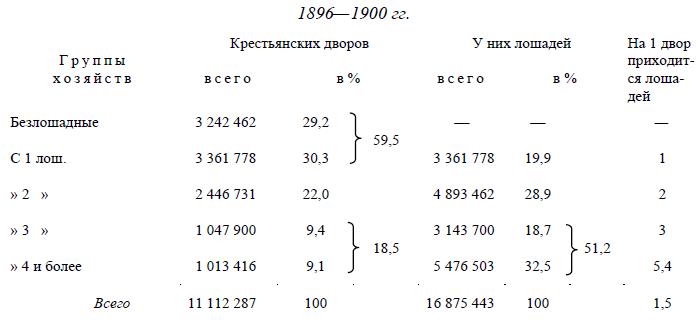 1896—1900 гг.
Группы хозяйств Крестьянских дворов У них лошадей На 1 двор приходит-
ся лоша-
дей
всего в % всего в %
Безлошадные 3 242 462 29,2 — — —
59,5
С 1 лош. 3 361 778 30,3 3 361 778 19,9 1
» 2 » 2 446 731 22,0 4 893 462 28,9 2
» 3 » 1 047 900 9,4 3 143 700 18,7 3
18,5 51,2
» 4 и более 1 013 416 9,1 5 476 503 32,5 5,4
Всего 11 112 287 100 16 875 443 100 1,5